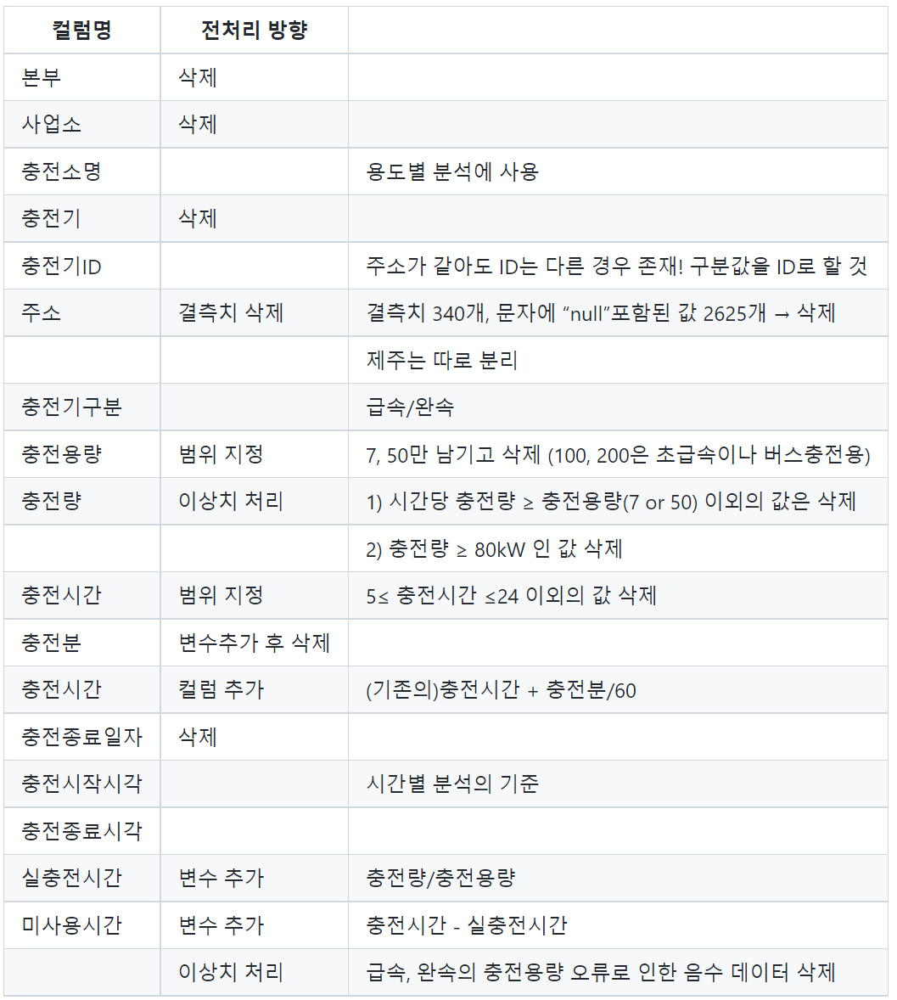 컬럼명 전처리 방향
본부 삭제
사업소 삭제
충전소명 용도별 분석에 사용
충전기 삭제
충전기ID 주소가 같아도 ID는 다른 경우 존재! 구분값을 ID로 할 것
주소 결측치 삭제 결측치 340개, 문자에 “null”포함된 값 2625개 → 삭제
제주는 따로 분리
충전기구분 급속/완속
충전용량 범위 지정 7, 50만 남기고 삭제 (100, 200은 초급속이나 버스충전용)
충전량 이상치 처리 1) 시간당 충전량 ≥ 충전용량(7 or 50) 이외의 값은 삭제
2) 충전량 ≥ 80kW 인 값 삭제
충전시간 범위 지정 5≤ 충전시간 ≤24 이외의 값 삭제
충전분 변수추가 후 삭제
충전시간 컬럼 추가 (기존의)충전시간 + 충전분/60
충전종료일자 삭제
충전시작시각 시간별 분석의 기준
충전종료시각
실충전시간 변수 추가 충전량/충전용량
미사용시간 변수 추가 충전시간 - 실충전시간
이상치 처리 급속, 완속의 충전용량 오류로 인한 음수 데이터 삭제